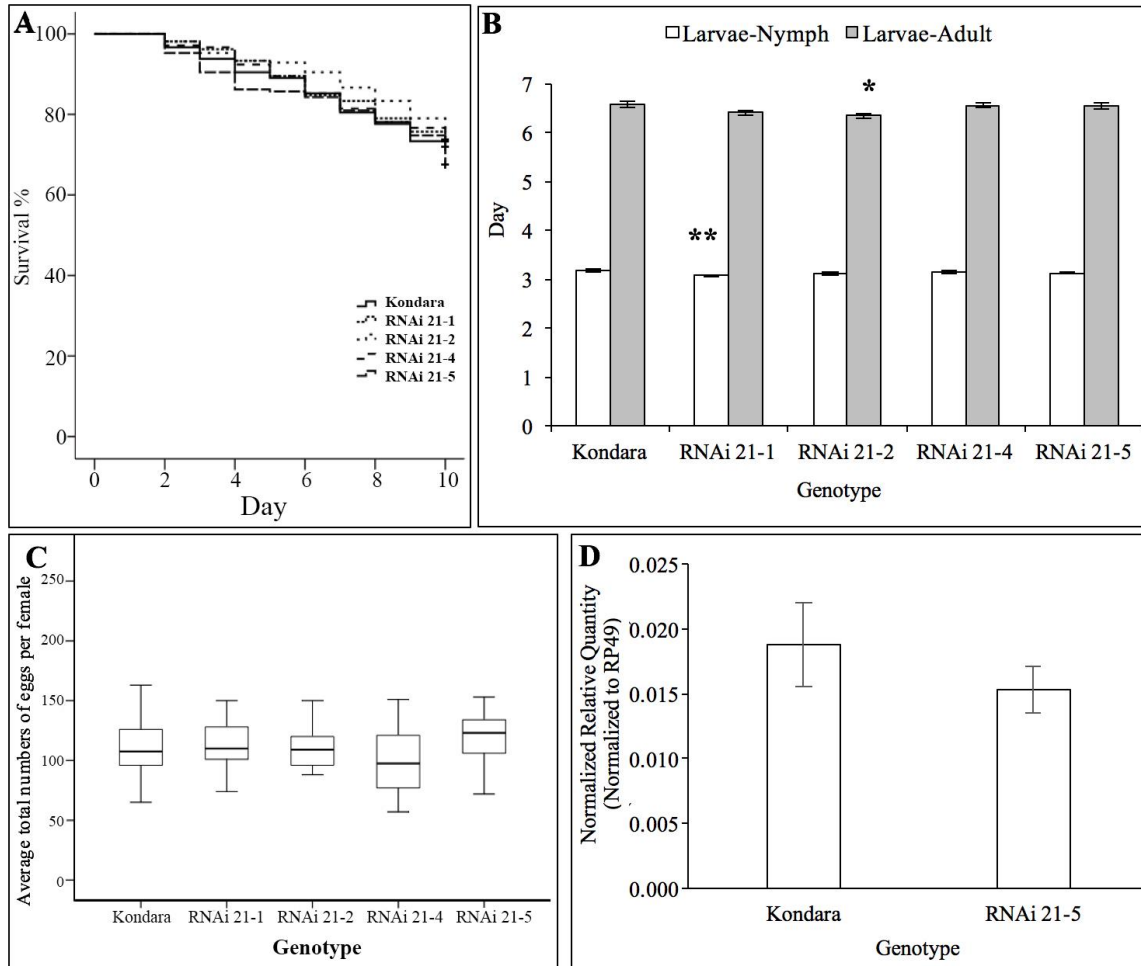 A
100
80
60
40
20
0
Survival %
Kondara
RNAi 21-1
RNAi 21-2
RNAi 21-4
RNAi 21-5
0 2 4 6 8 10
Day
B
Larvae-Nymph Larvae-Adult
7
6
5
4
3
2
1
0
Day
**
*
Kondara RNAi 21-1 RNAi 21-2 RNAi 21-4 RNAi 21-5
Genotype
C
250
200
150
100
50
0
Average total numbers of eggs per female
Kondara RNAi 21-1 RNAi 21-2 RNAi 21-4 RNAi 21-5
Genotype
D
0.025
0.020
0.015
0.010
0.005
0.000
Normalized Relative Quantity
(Normalized to RP49)
Kondara RNAi 21-5
Genotype